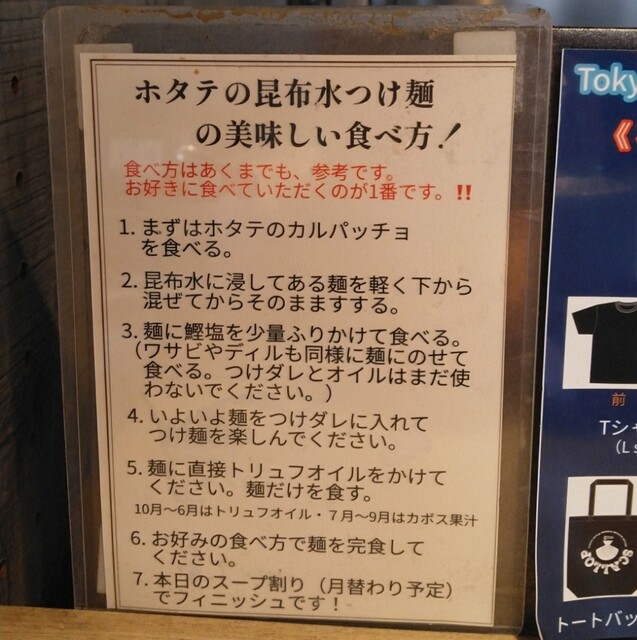 ホタテの昆布水つけ麺
の美味しい食べ方！
食べ方はあくまでも、参考です。
お好きに食べていただくのが1番です。‼
1. まずはホタテのカルパッチョ
を食べる。
2. 昆布水に浸してある麺を軽く下から
混ぜてからそのまますする。
3. 麺に鰹塩を少量ふりかけて食べる。
（ワサビやディルも同様に麺にのせて
食べる。つけダレとオイルはまだ使
わないでください。）
4. いよいよ麺をつけダレに入れて
つけ麺を楽しんでください。
5. 麺に直接トリュフオイルをかけて
ください。麺だけを食す。
10月～6月はトリュフオイル・７月～9月はカボス果汁
6. お好みの食べ方で麺を完食して
ください。
7. 本日のスープ割り（月替わり予定）
でフィニッシュです！
Toky
《
前
Tシャ
（L s
SCALLOP
トートバッ